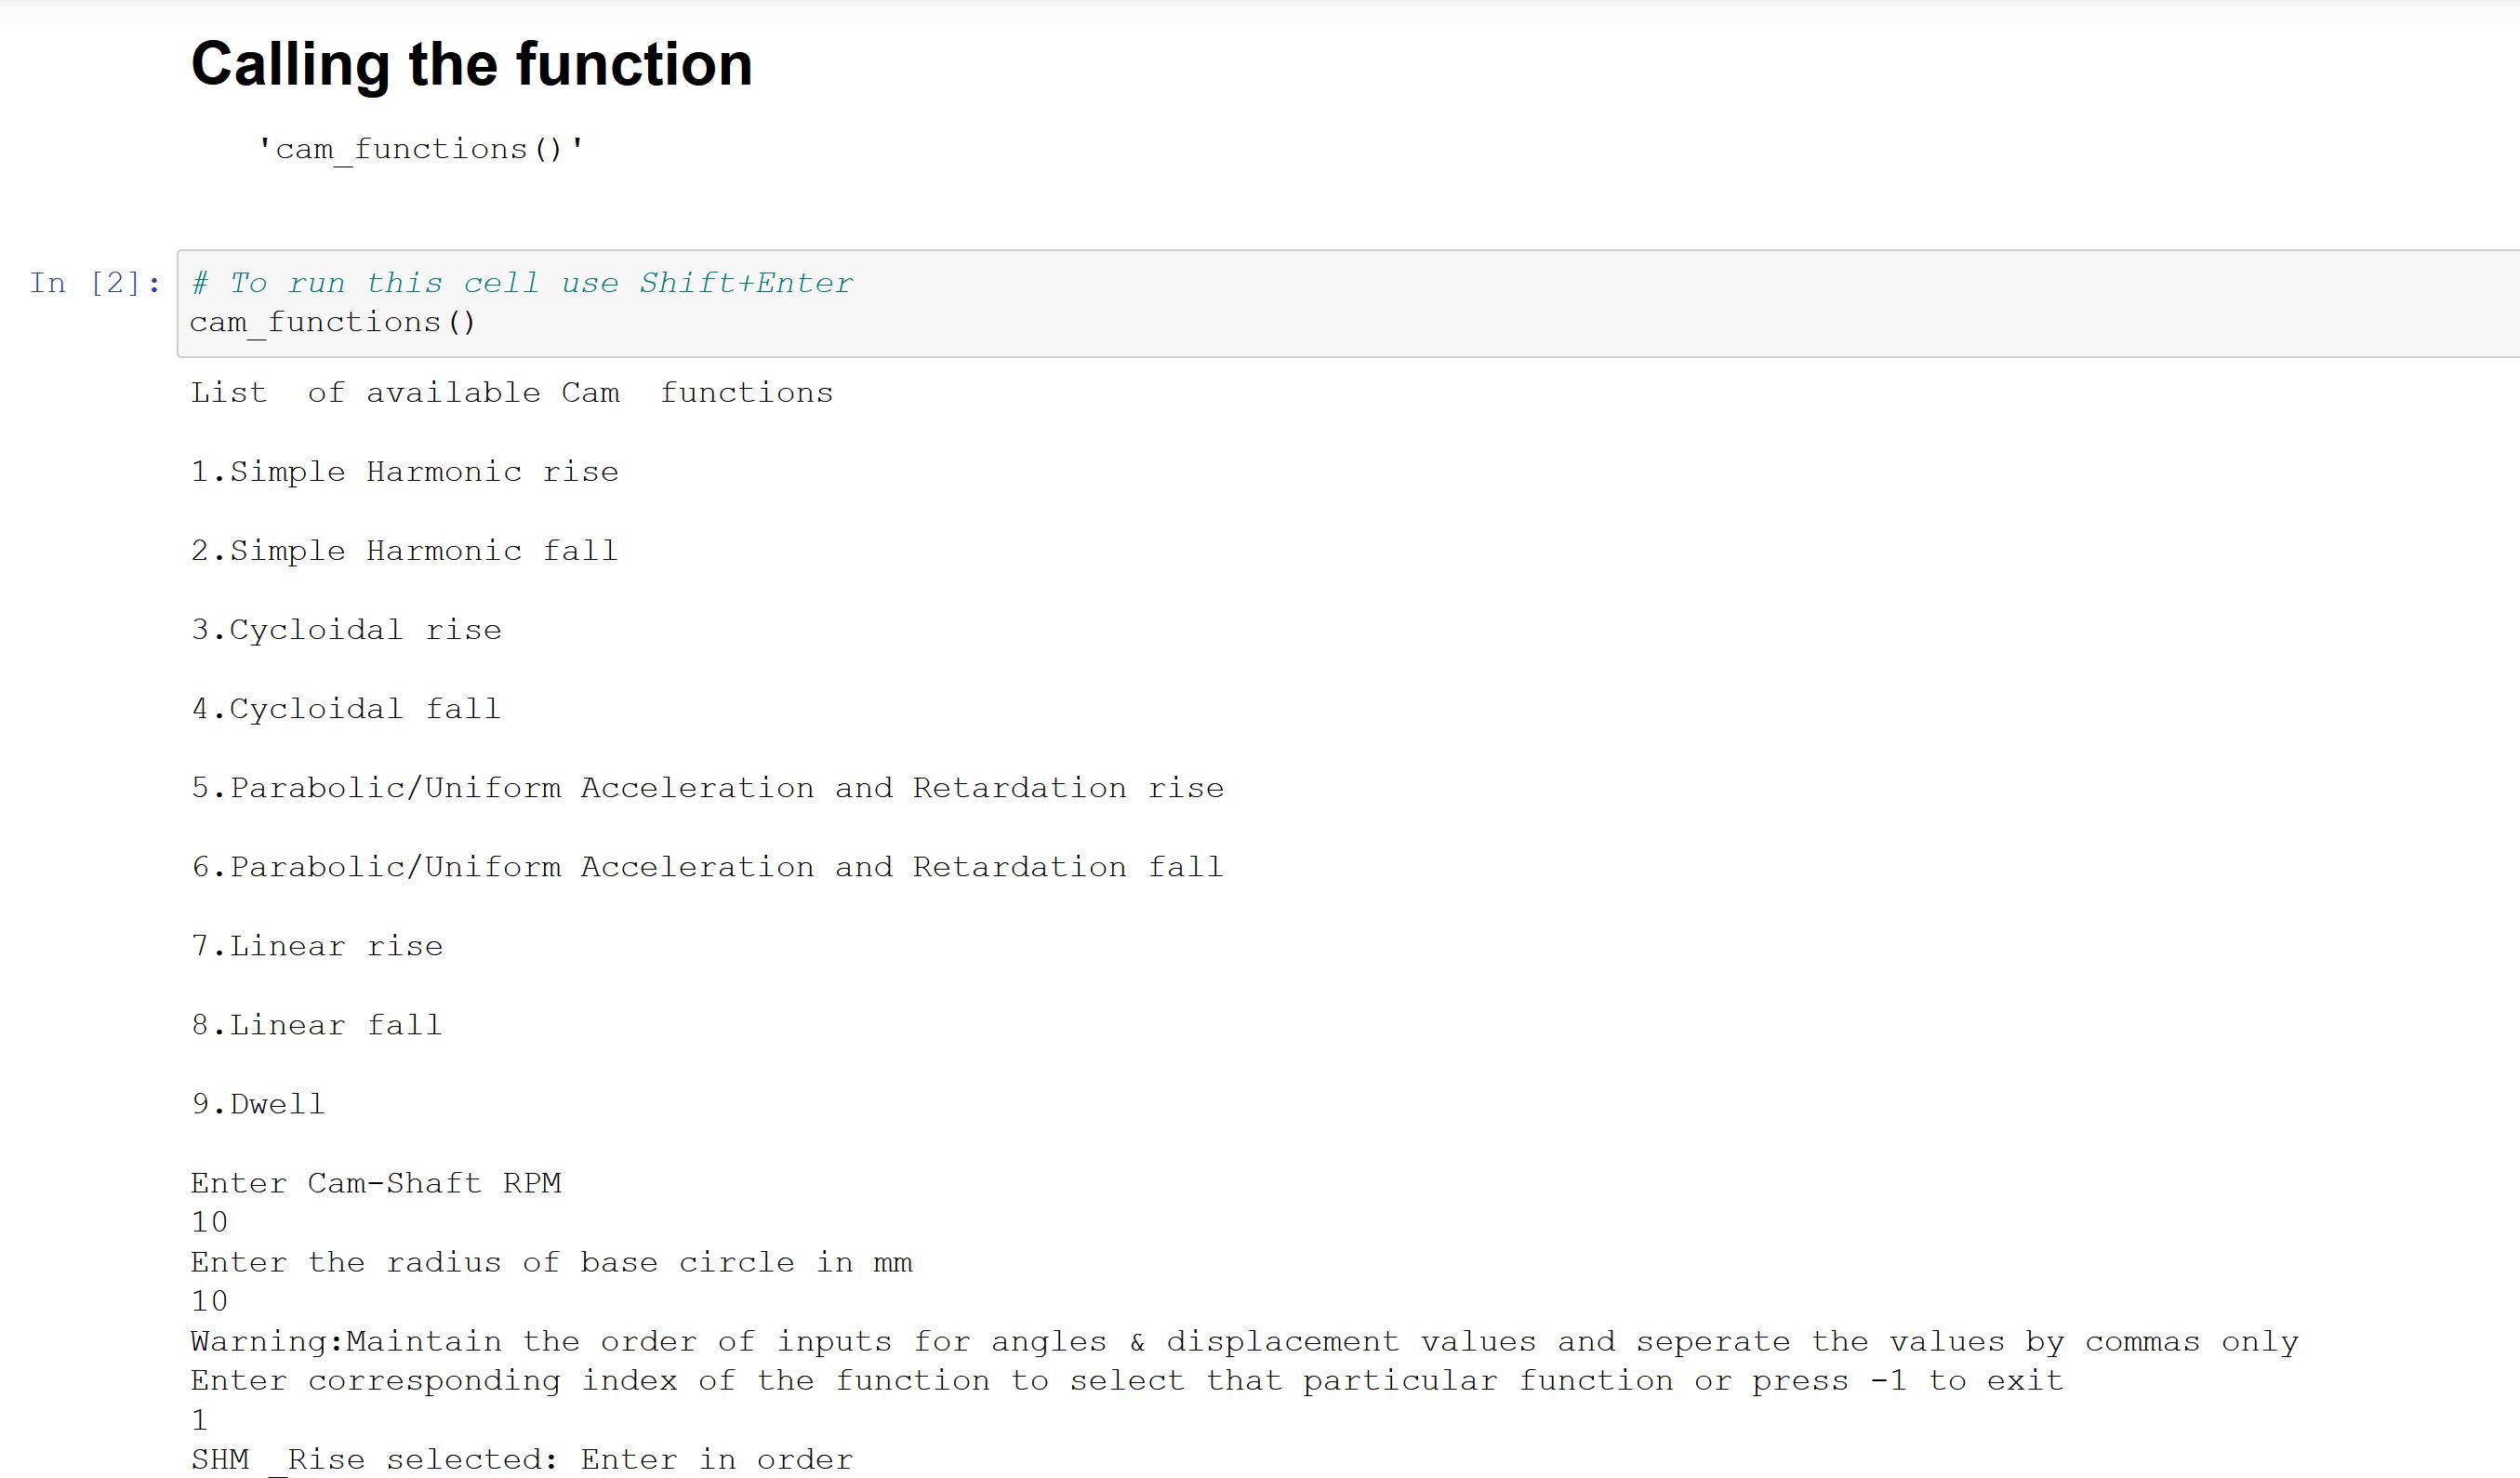 Calling the function
'cam_functions()'
In [2]:
# To run this cell use Shift+Enter
cam_functions()
List  of available Cam  functions
1.Simple Harmonic rise
2.Simple Harmonic fall
3.Cycloidal rise
4.Cycloidal fall
5.Parabolic/Uniform Acceleration and Retardation rise
6.Parabolic/Uniform Acceleration and Retardation fall
7.Linear rise
8.Linear fall
9.Dwell
Enter Cam-Shaft RPM
10
Enter the radius of base circle in mm
10
Warning:Maintain the order of inputs for angles & displacement values and seperate the values by commas only
Enter corresponding index of the function to select that particular function or press -1 to exit
1
SHM _Rise selected: Enter in order